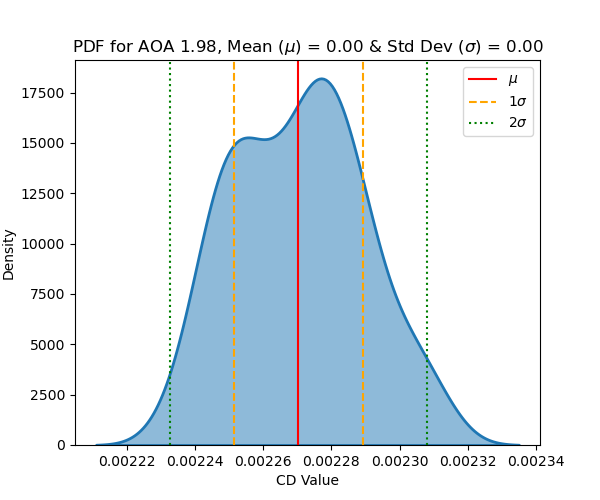 PDF for AOA 1.98, Mean (μ) = 0.00 & Std Dev (σ) = 0.00
μ
1σ
2σ
17500
15000
12500
10000
7500
5000
2500
0
Density
0.00222 0.00224 0.00226 0.00228 0.00230 0.00232 0.00234
CD Value